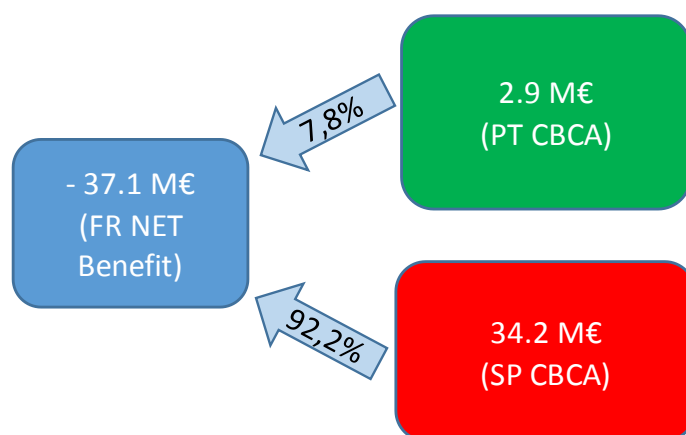 2.9 M€
(PT CBCA)
7,8%
- 37.1 M€
(FR NET
Benefit)
92,2%
34.2 M€
(SP CBCA)